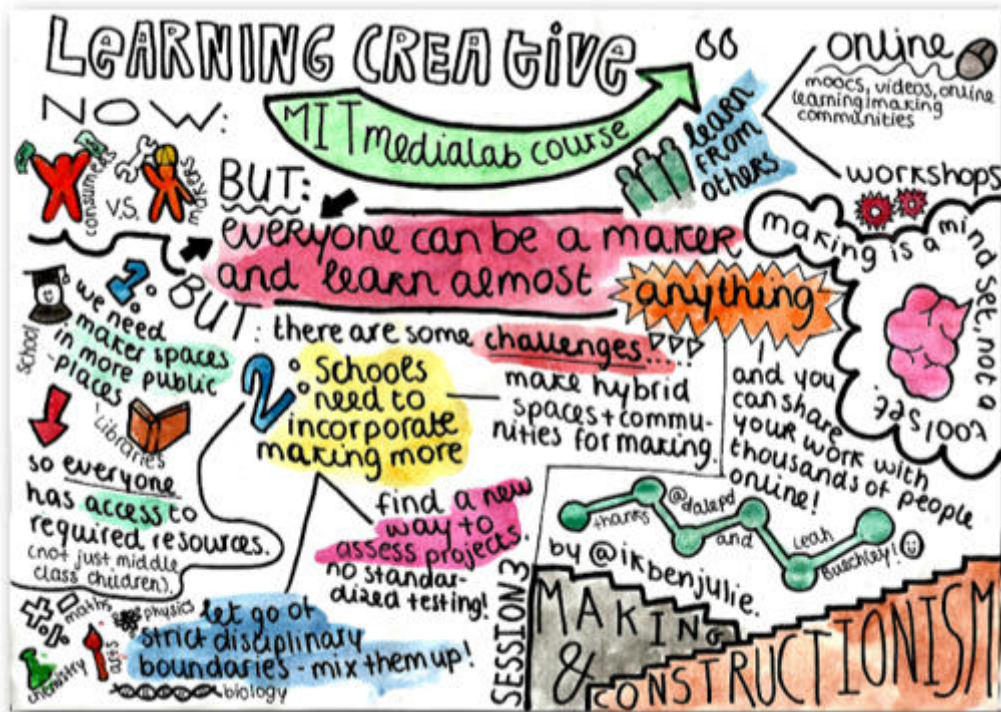 LEARNING CREATIVE
NOW:
MIT medialab course
learn
FROM
others
online
moocs, videos, online
learning/making
communities
workshops
consumers
V.S.
makers
BUT:
everyone can be a maker
and learn almost
anything
and you
can share
your work with
thousands of people
online!
making is a mind set, not a
tools set.
School
we need
maker spaces
in more public
-places
Libraries
so everyone
has access to
required resources.
(not just middle
class children).
BUT: there are some challenges....
Schools
need to
incorporate
making more
make hybrid
spaces + commu-
nities for making.
find a new
way to
assess projects.
no standar-
dized testing!
let go of
strict disciplinary
boundaries - mix them up!
maths
physics
chemistry
arts
biology
thanks
@dalepd
and
Leah
Buechley!
by @ikbenjulie.
SESSION 3
MAKING
& CONSTRUCTIONISM